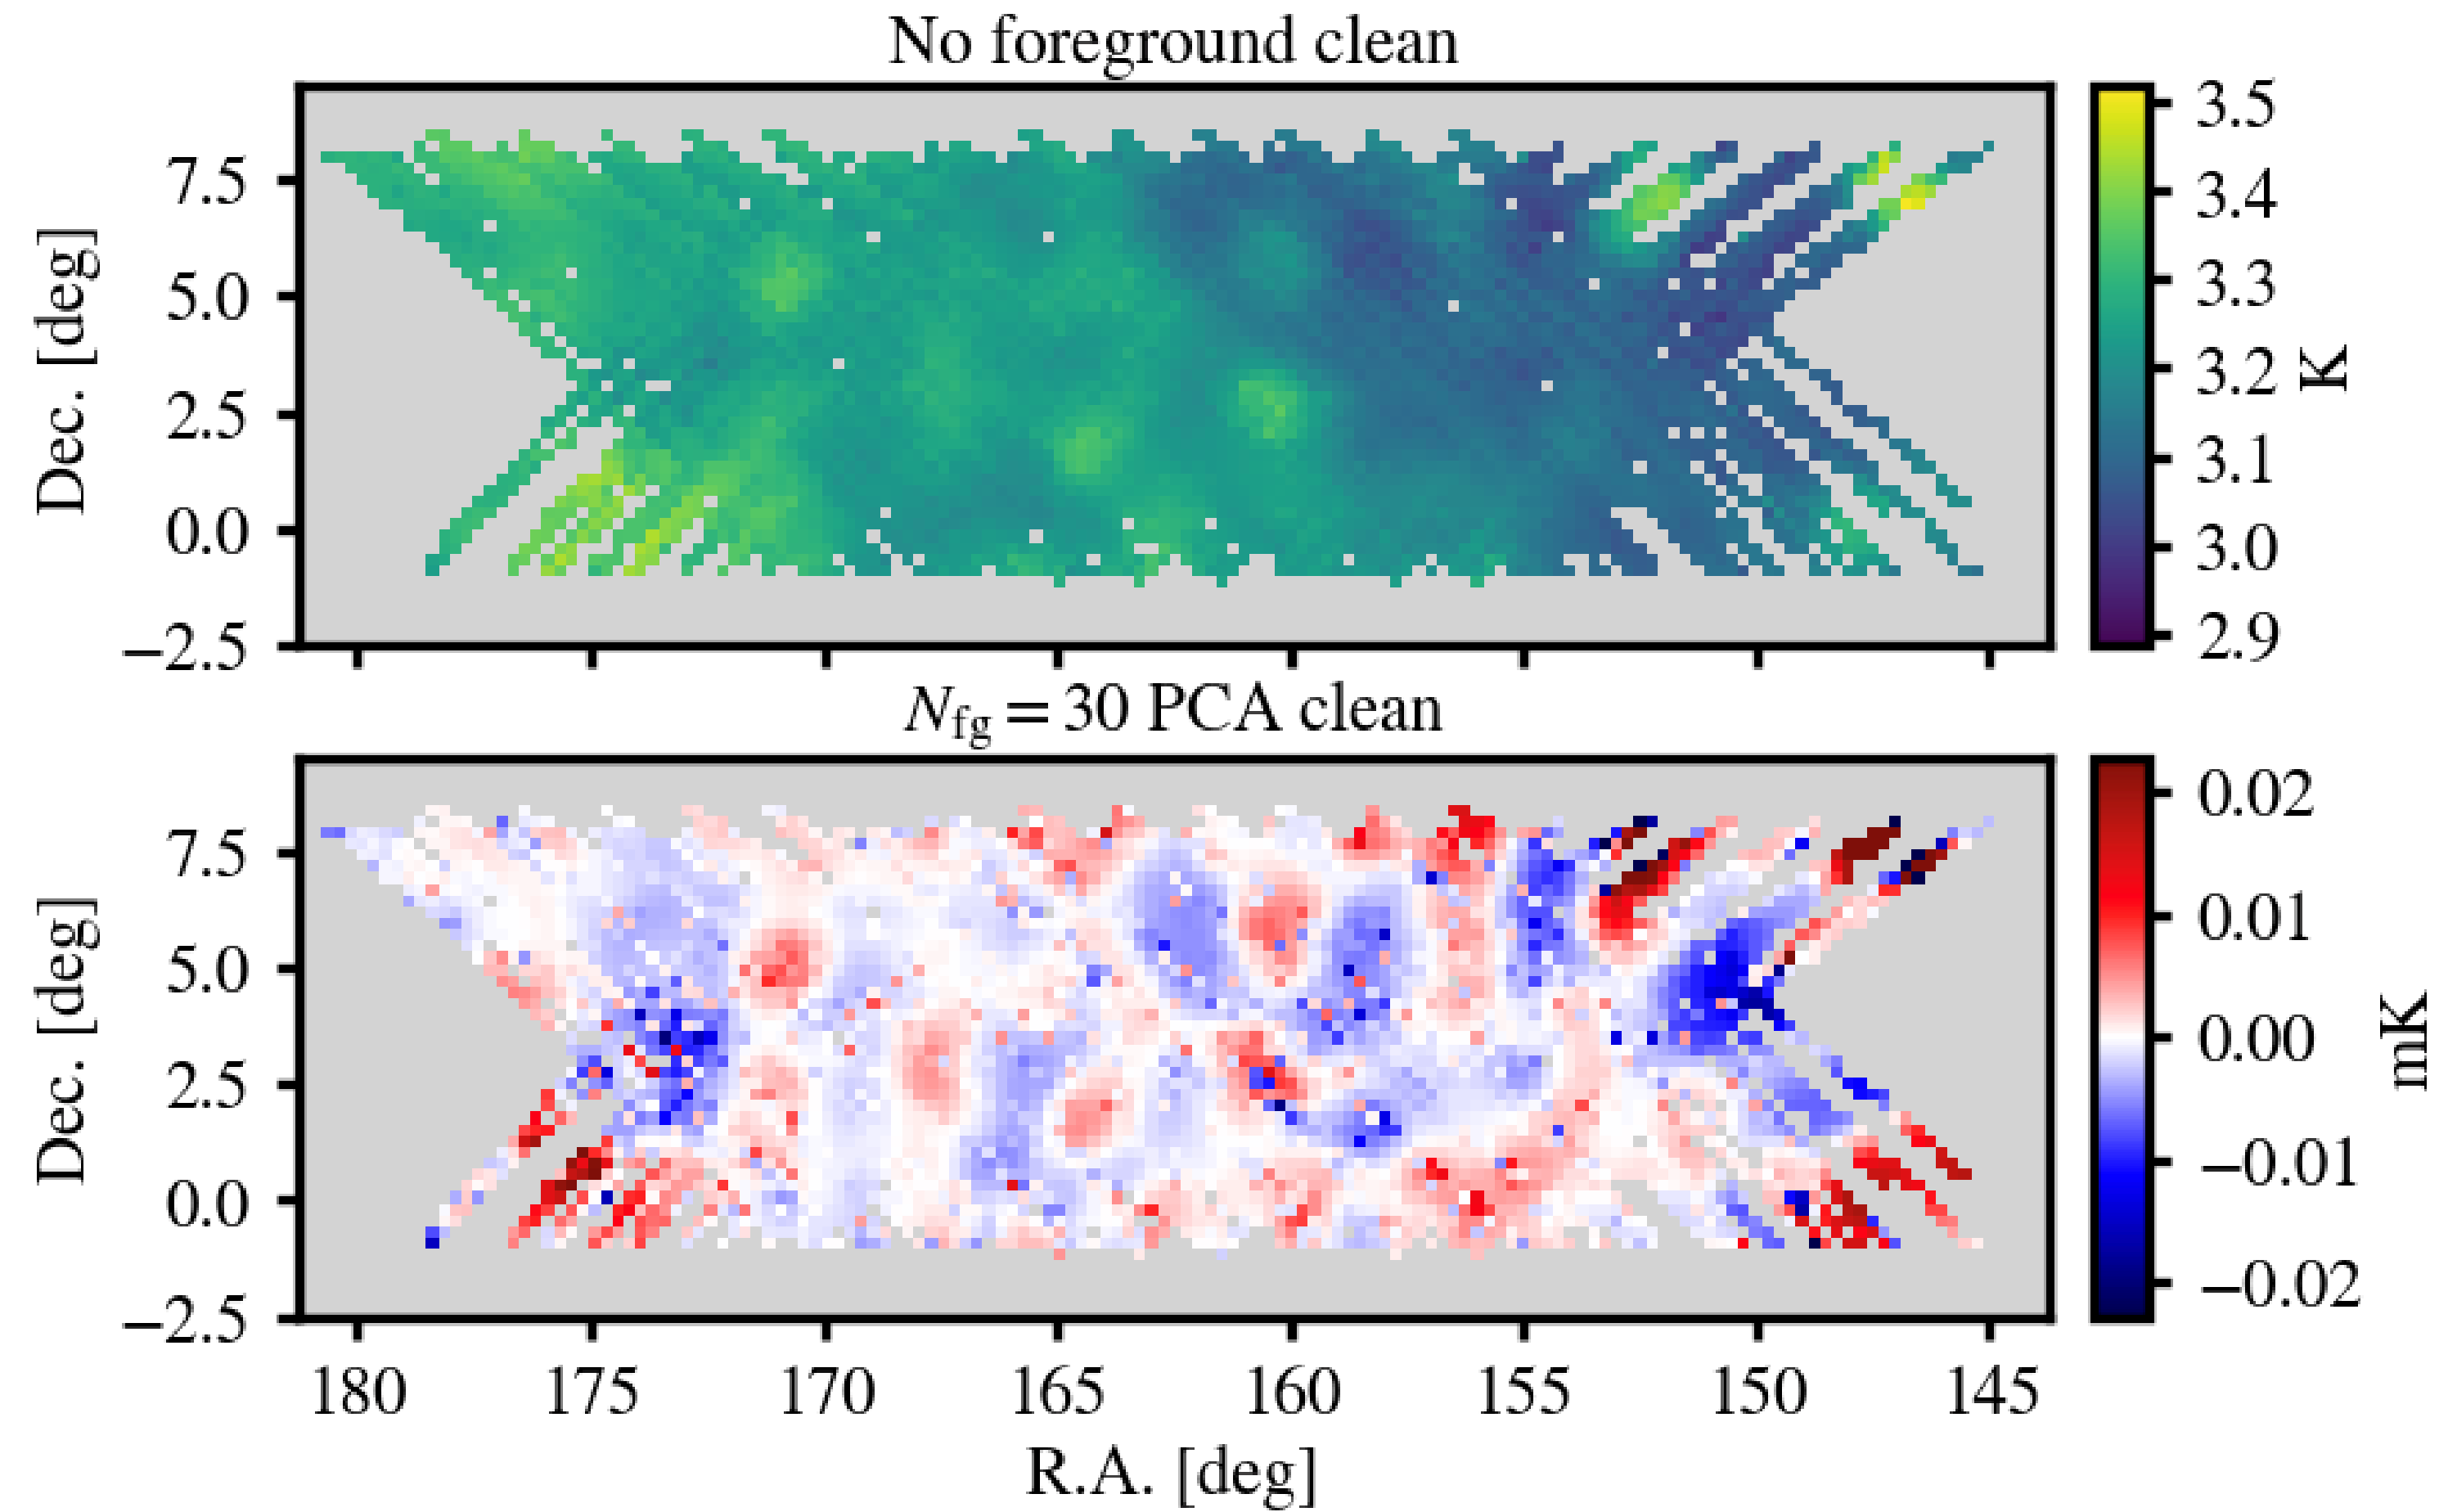 No foreground clean
Dec. [deg]
7.5
5.0
2.5
0.0
−2.5
3.5
3.4
3.3
3.2
3.1
3.0
2.9
K
N_fg = 30 PCA clean
Dec. [deg]
7.5
5.0
2.5
0.0
−2.5
0.02
0.01
0.00
−0.01
−0.02
mK
180 175 170 165 160 155 150 145
R.A. [deg]